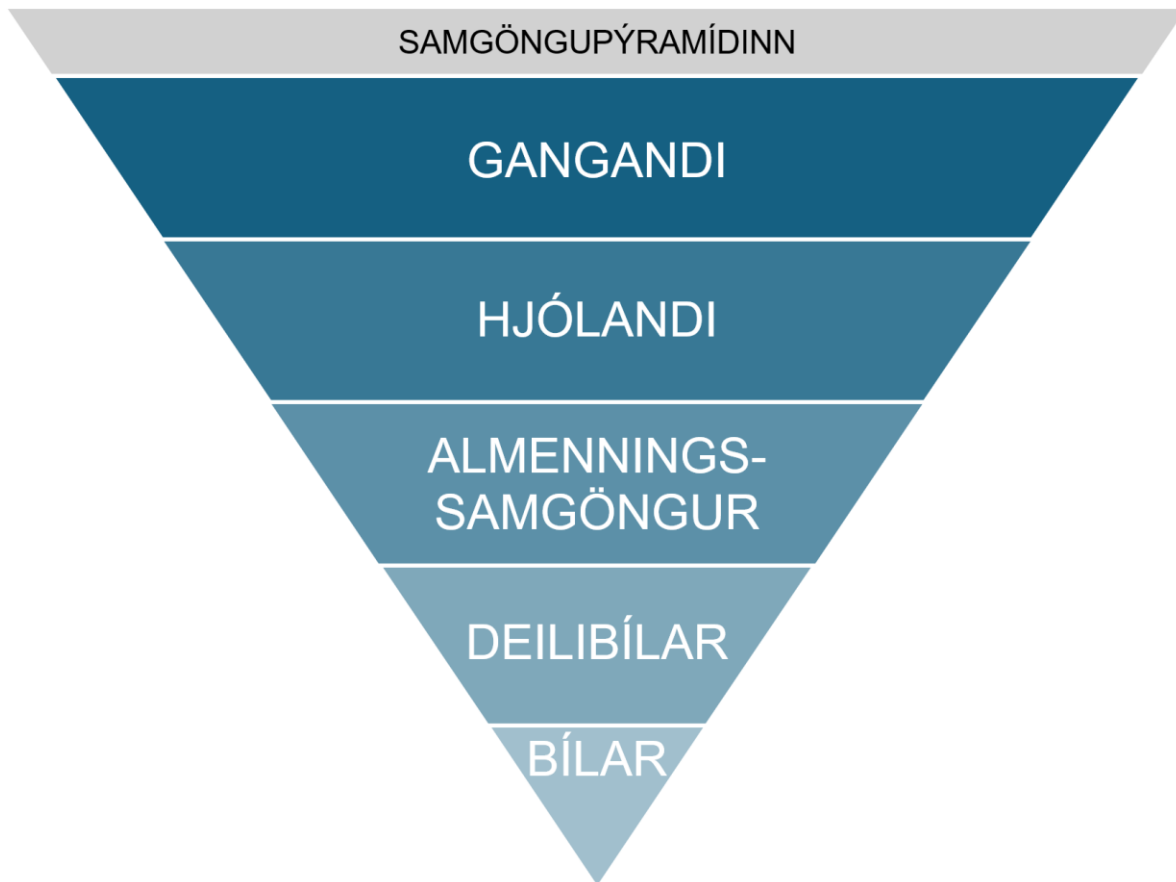 SAMGÖNGUPÝRAMÍDINN
GANGANDI
HJÓLANDI
ALMENNINGS-
SAMGÖNGUR
DEILIBÍLAR
BÍLAR